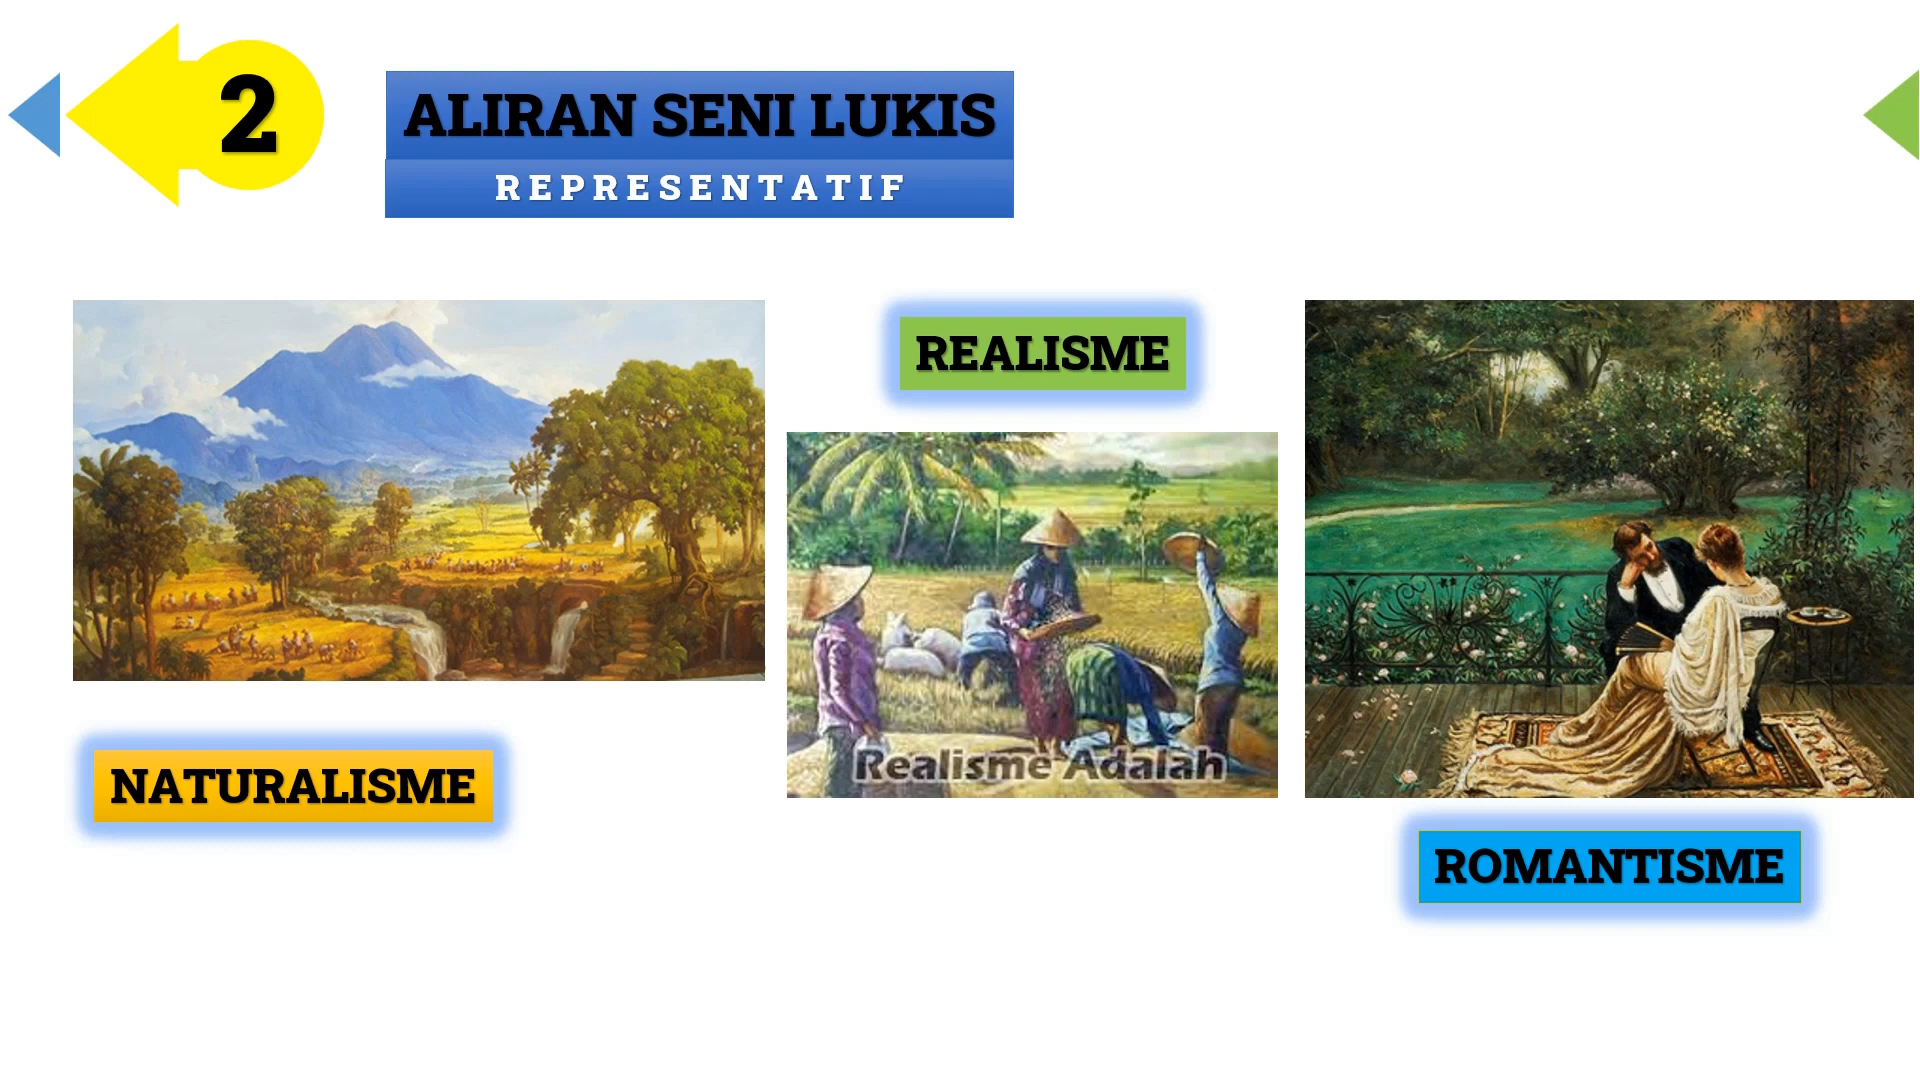 2
ALIRAN SENI LUKIS
REPRESENTATIF
REALISME
Realisme Adalah
NATURALISME
ROMANTISME